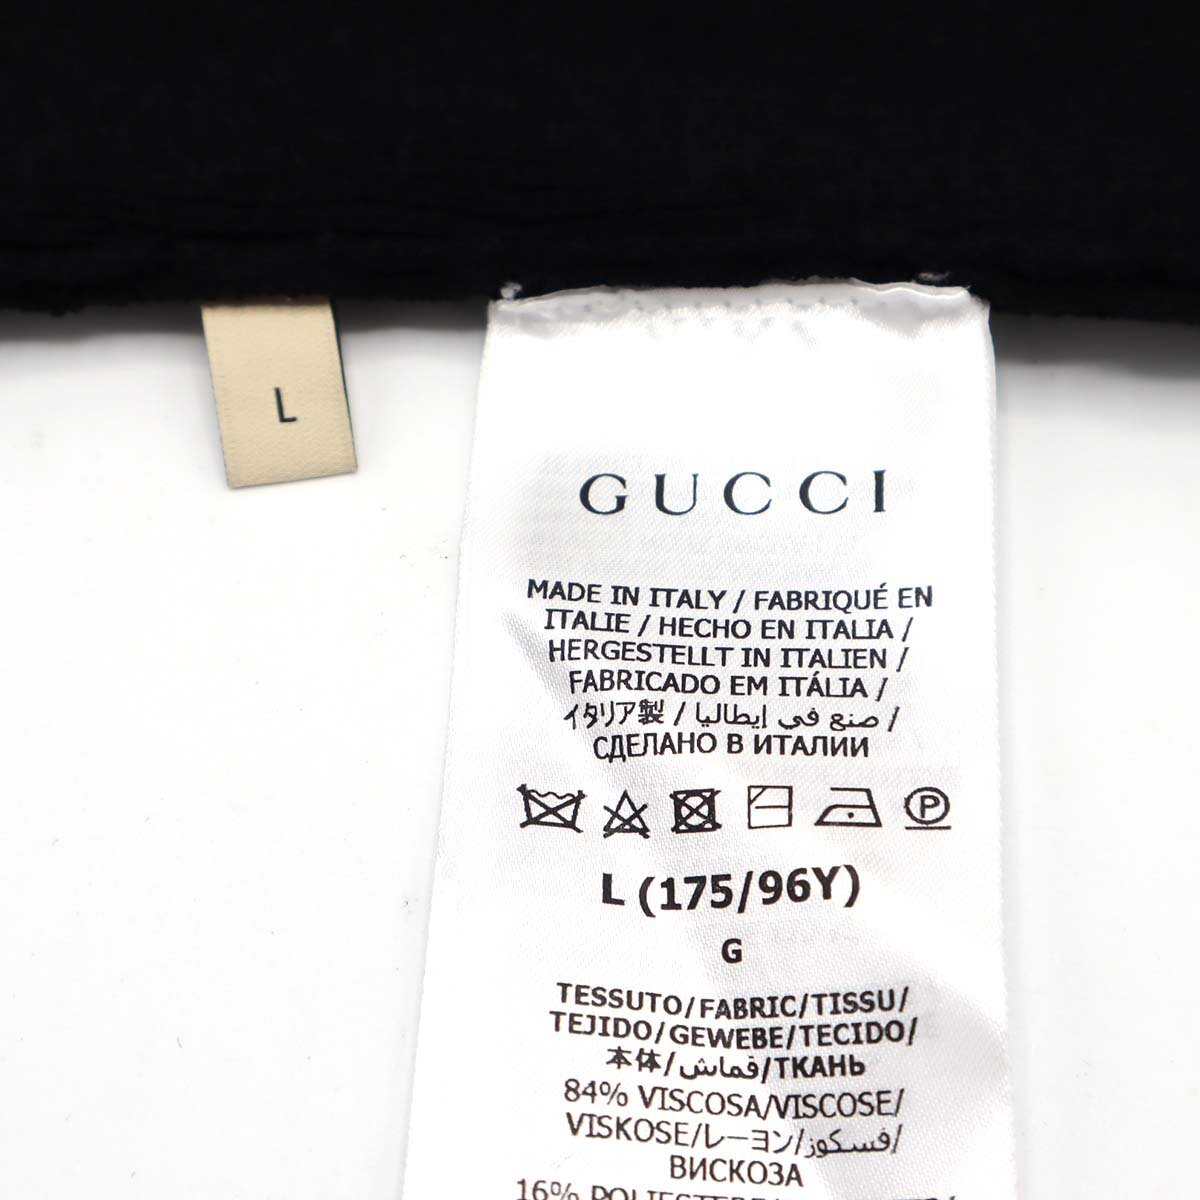 L
GUCCI
MADE IN ITALY / FABRIQUÉ EN
ITALIE / HECHO EN ITALIA /
HERGESTELLT IN ITALIEN /
FABRICADO EM ITÁLIA /
イタリア製 / صنع في إيطاليا /
СДЕЛАНО В ИТАЛИИ
P
L (175/96Y)
G
TESSUTO/FABRIC/TISSU/
TEJIDO/GEWEBE/TECIDO/
本体/قماش/ТКАНЬ
84% VISCOSA/VISCOSE/
VISKOSE/レーヨン/فسكوز/
ВИСКОЗА
16%